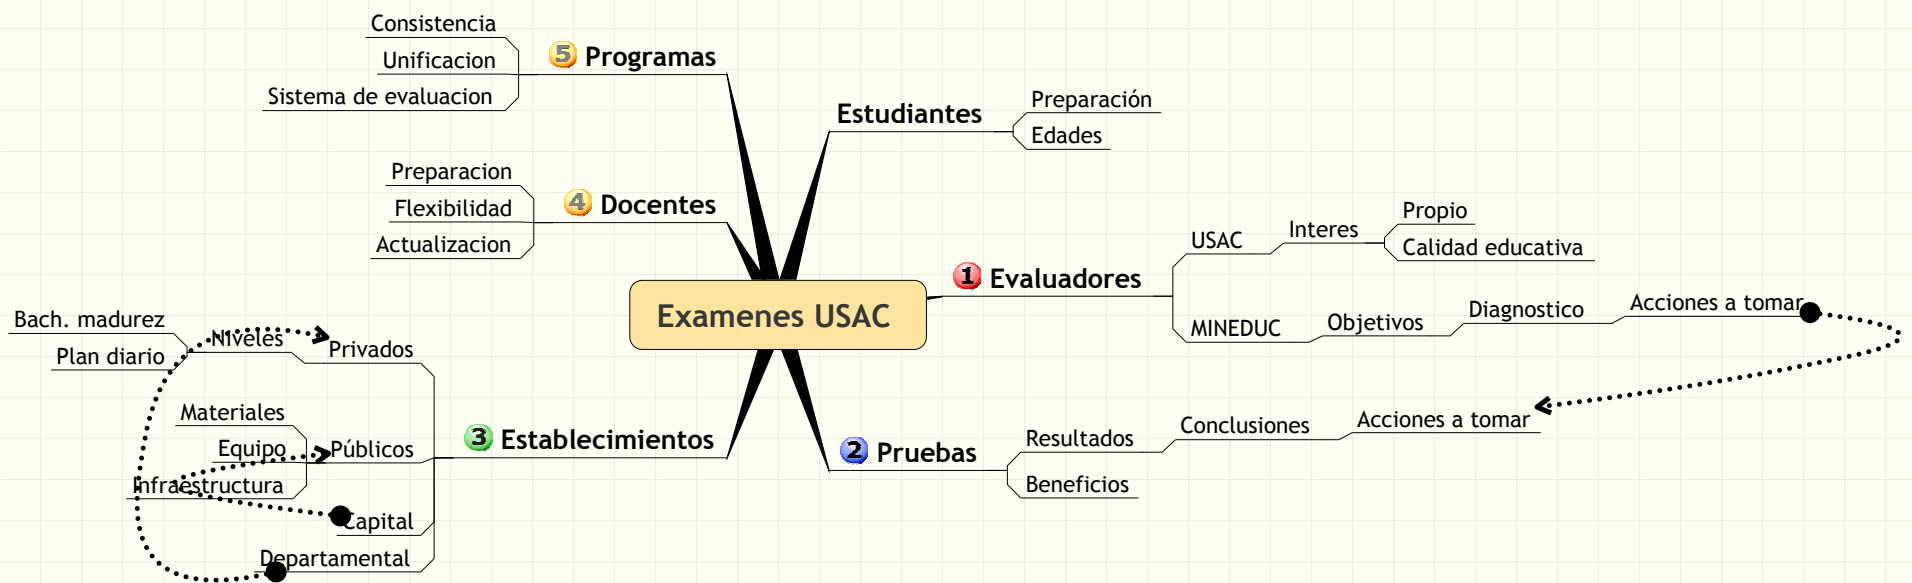 Consistencia
Unificacion
Sistema de evaluacion
5 Programas
Estudiantes
Preparación
Edades
Preparacion
Flexibilidad
Actualizacion
4 Docentes
1 Evaluadores
USAC
Interes
Propio
Calidad educativa
MINEDUC
Objetivos
Diagnostico
Acciones a tomar
Examenes USAC
Bach. madurez
Plan diario
Niveles
Privados
Materiales
Equipo
Infraestructura
Públicos
Capital
Departamental
3 Establecimientos
2 Pruebas
Resultados
Conclusiones
Acciones a tomar
Beneficios